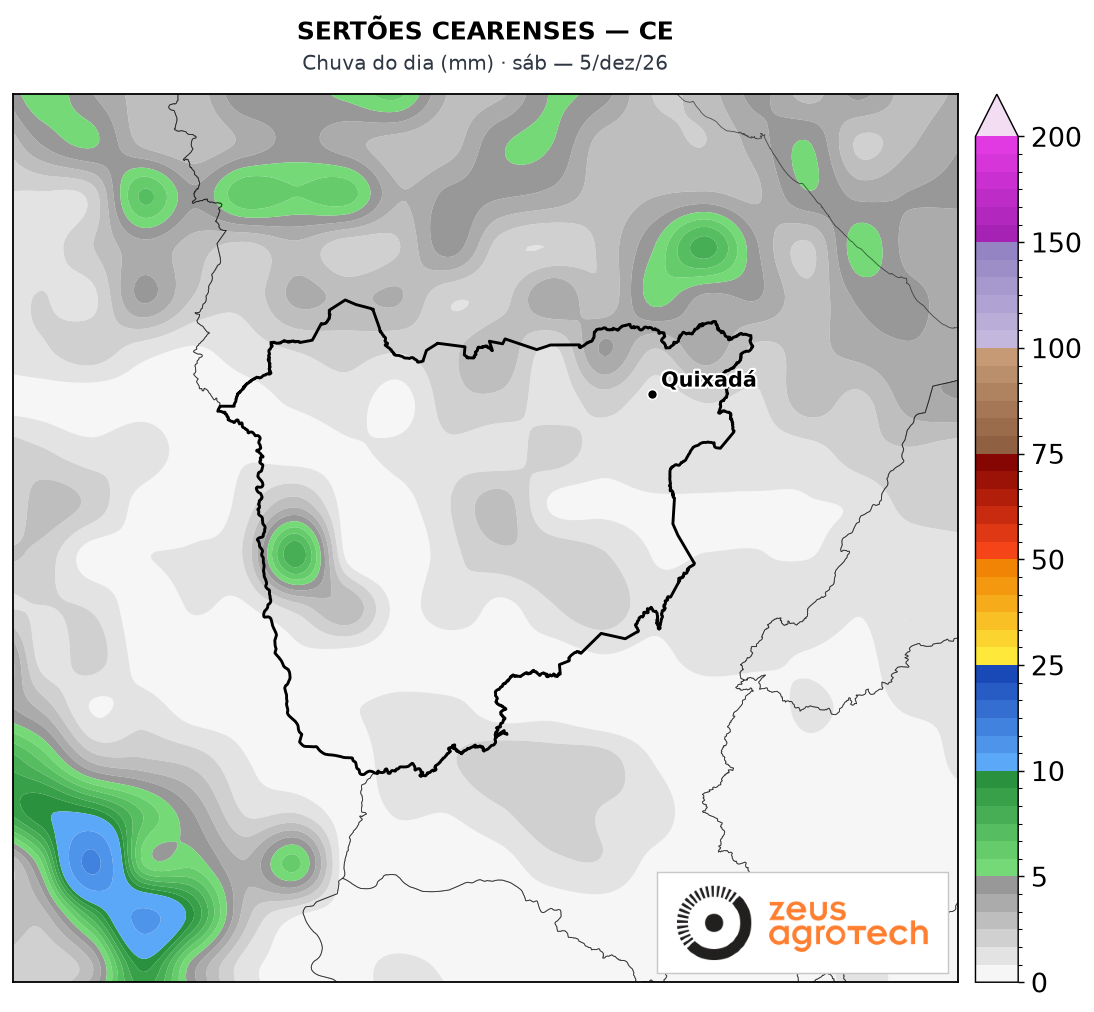 SERTÕES CEARENSES — CE
Chuva do dia (mm) · sáb — 5/dez/26
200
150
100
75
50
25
10
5
0
Quixadá
zeus
agrotech